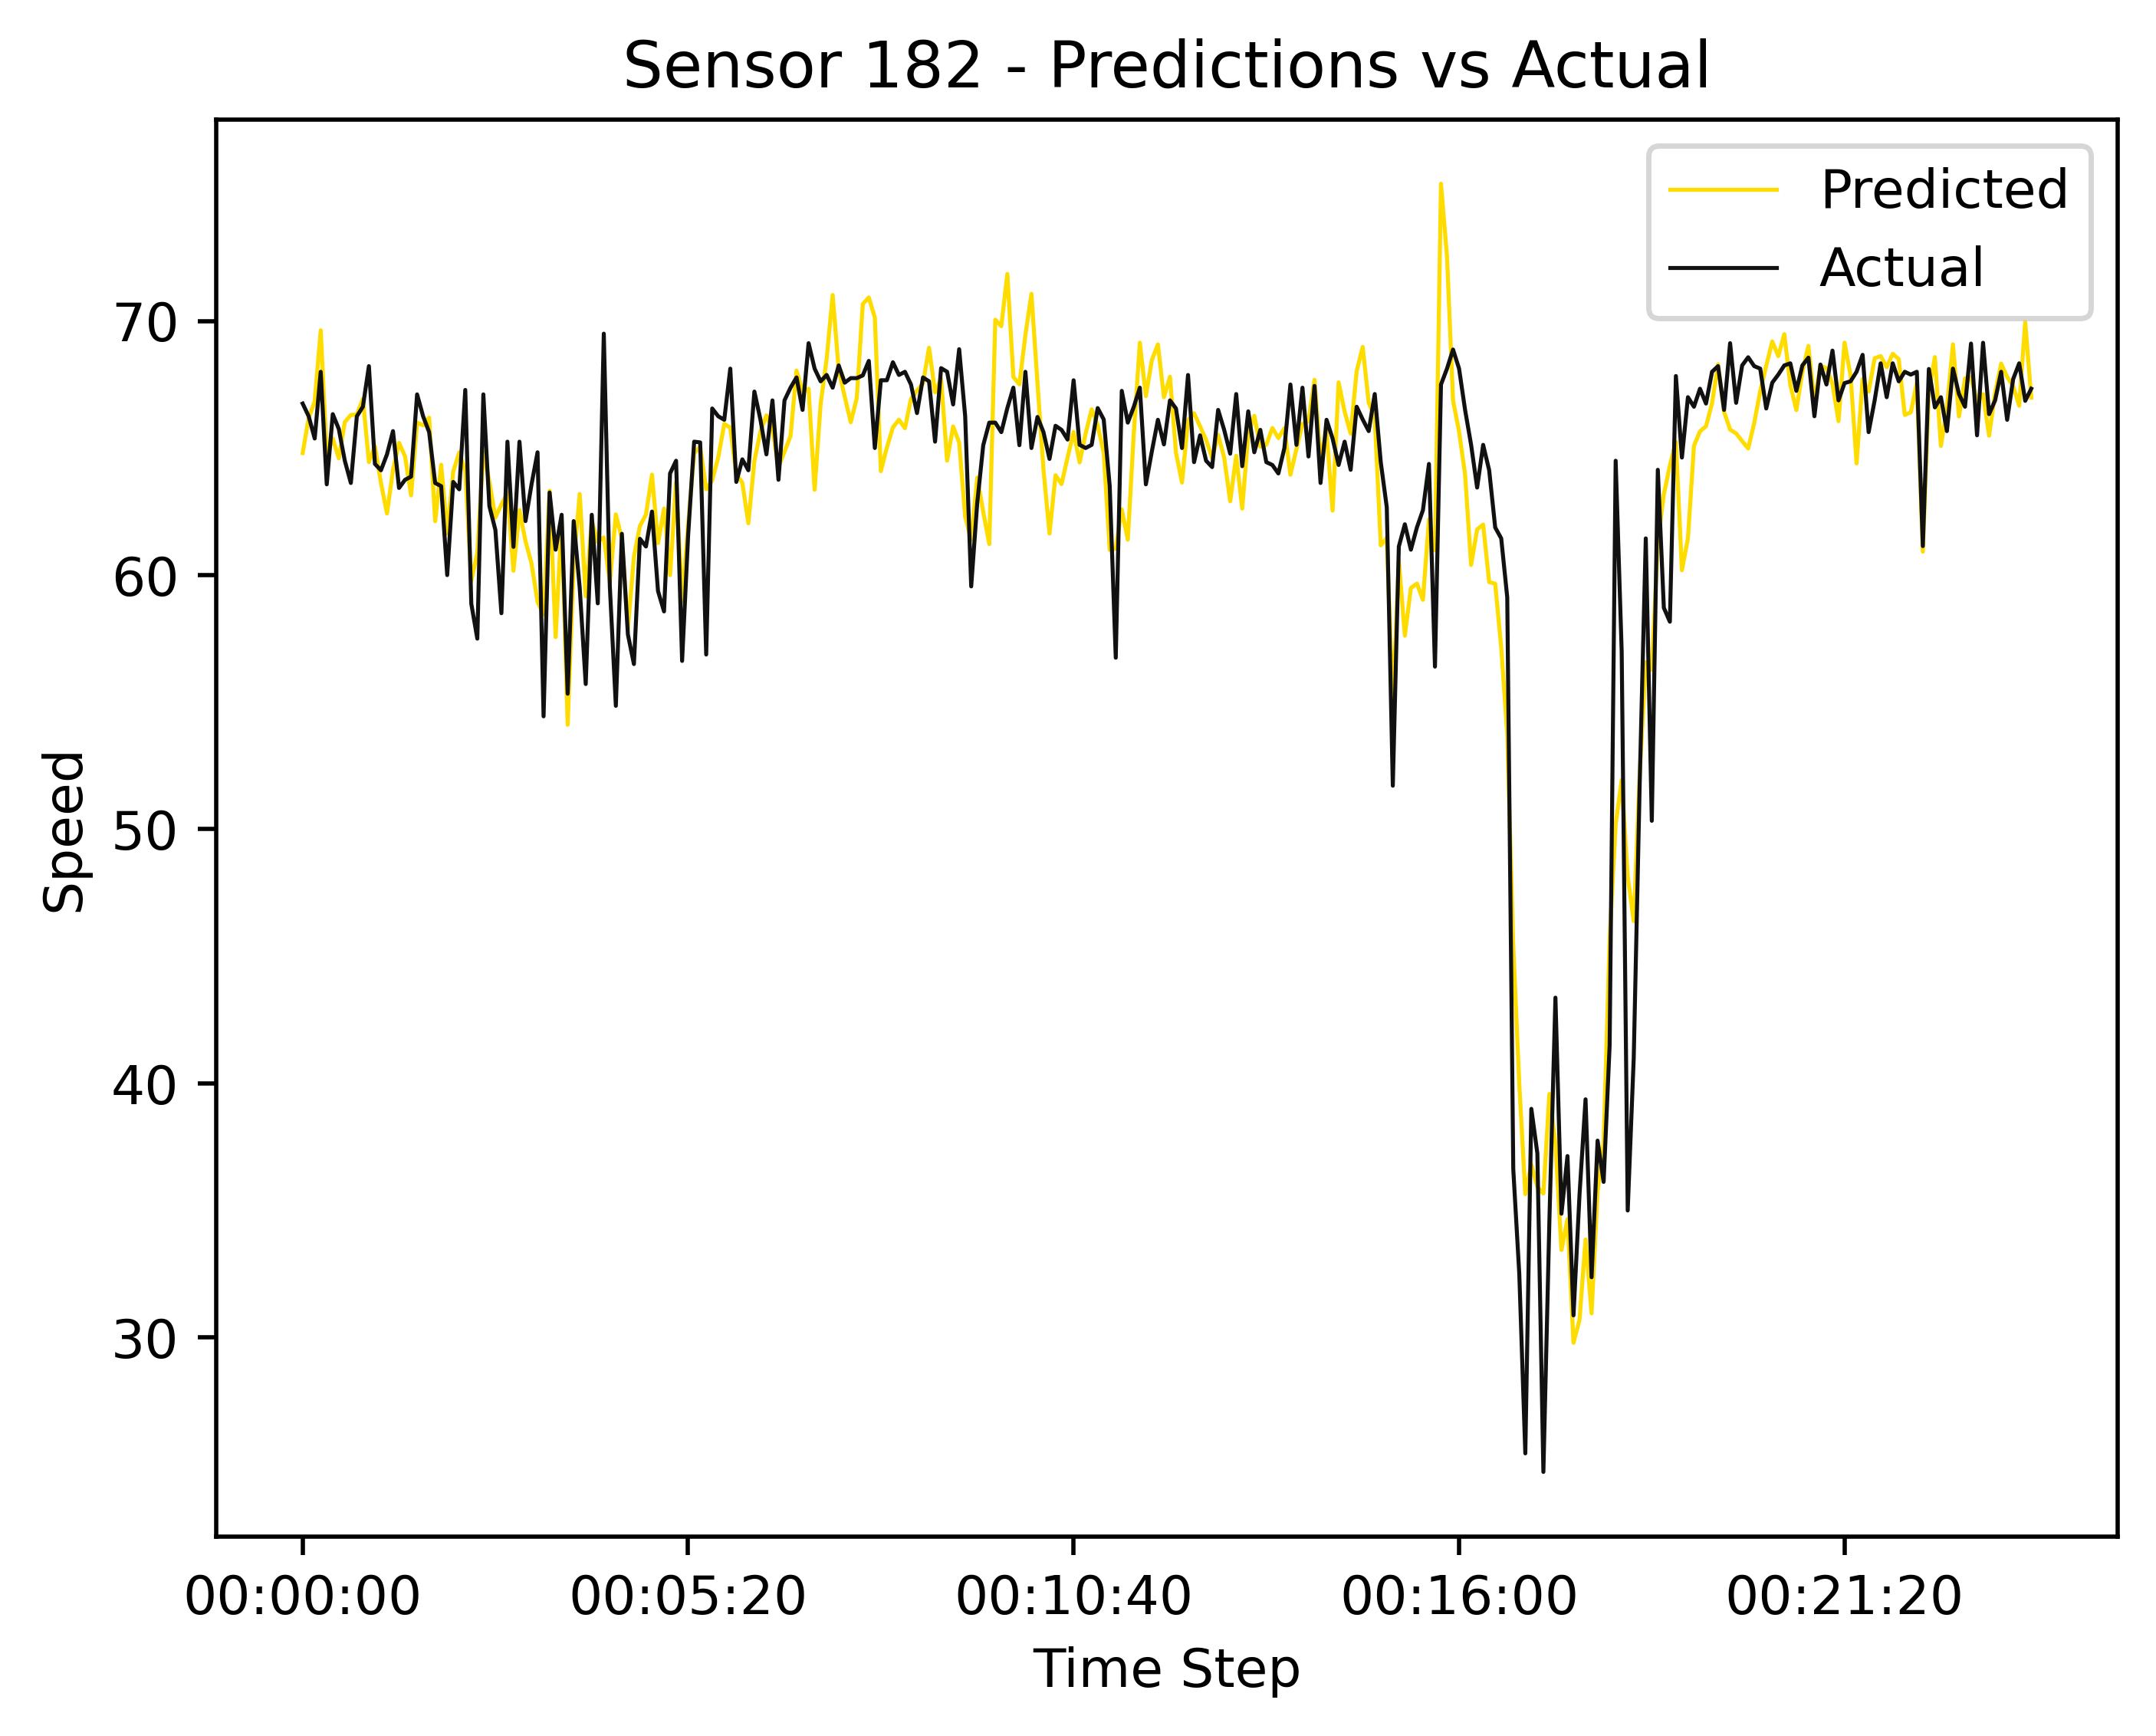 Sensor 182 - Predictions vs Actual
Predicted
Actual
70
60
50
40
30
Speed
00:00:00 00:05:20 00:10:40 00:16:00 00:21:20
Time Step